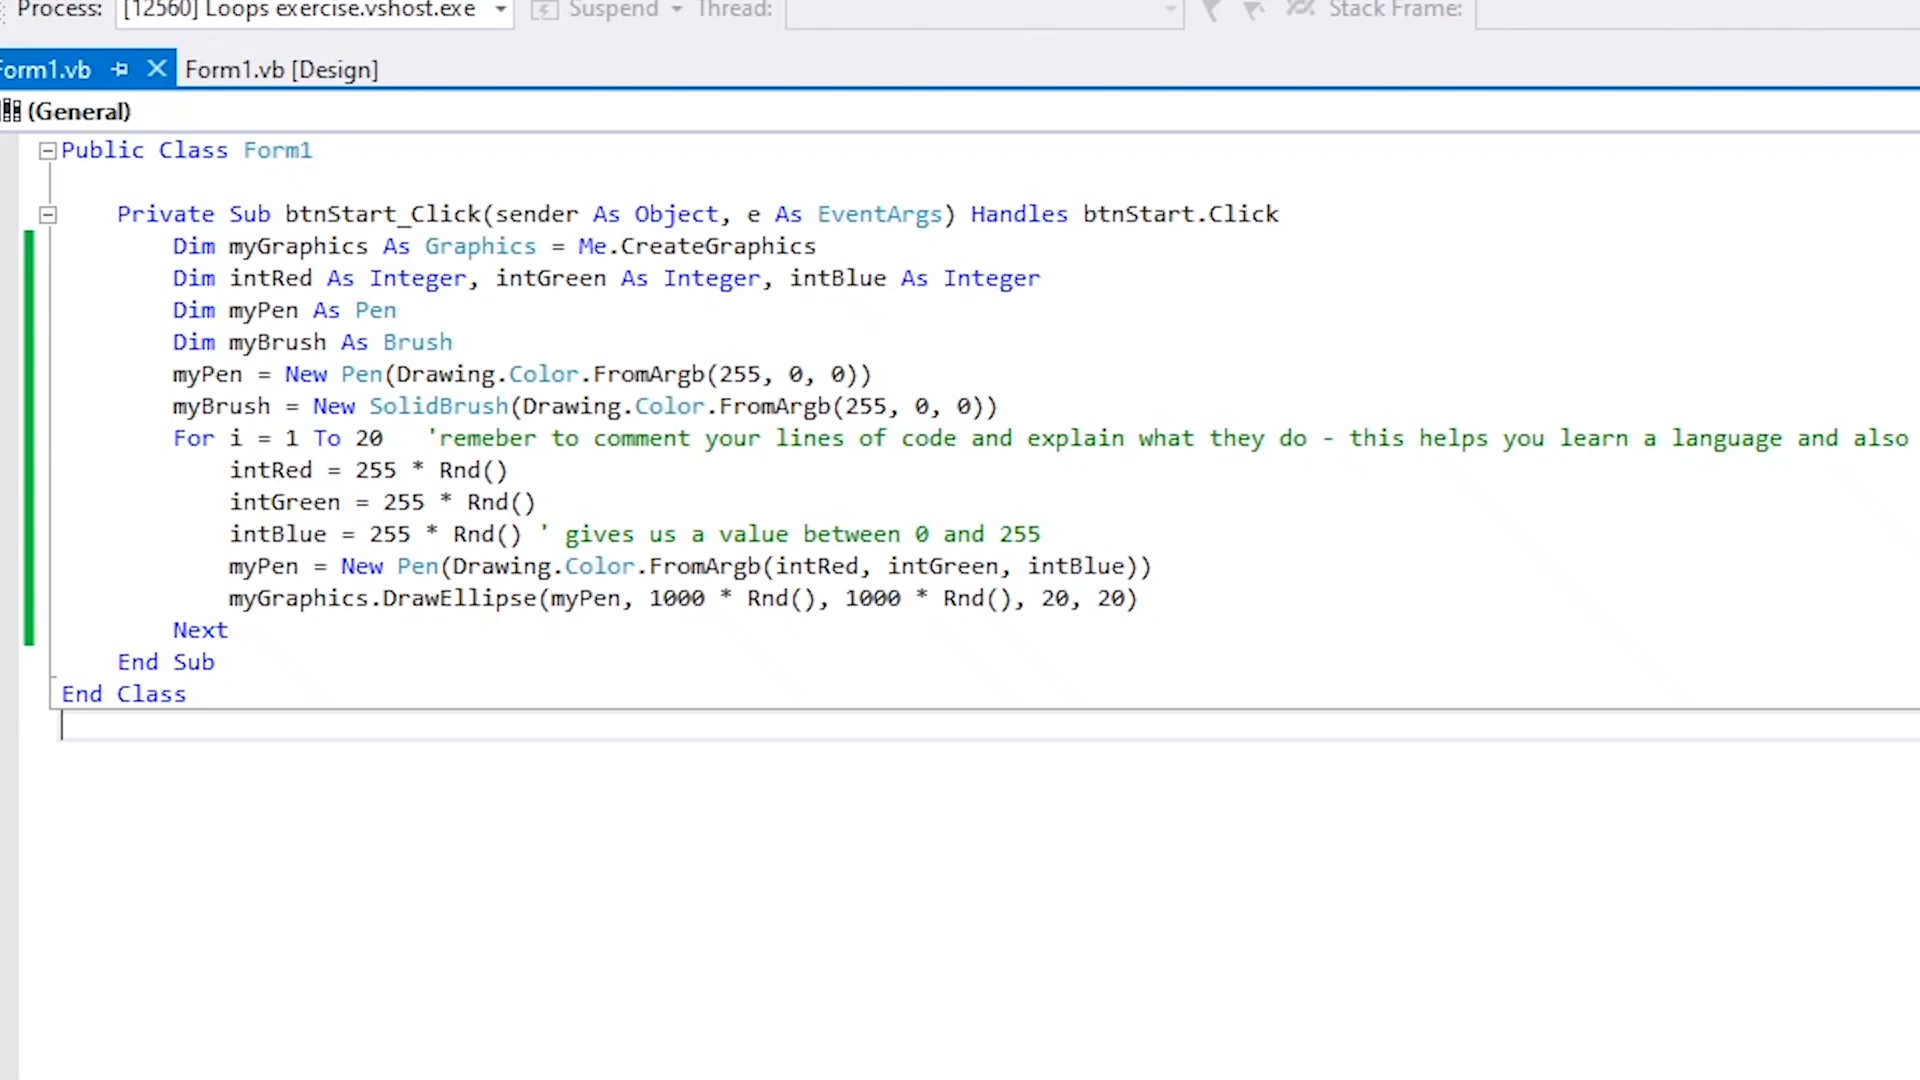 Process: [12560] Loops exercise.vshost.exe Suspend Thread: Stack Frame:
Form1.vb Form1.vb [Design]
(General)
Public Class Form1
Private Sub btnStart_Click(sender As Object, e As EventArgs) Handles btnStart.Click
Dim myGraphics As Graphics = Me.CreateGraphics
Dim intRed As Integer, intGreen As Integer, intBlue As Integer
Dim myPen As Pen
Dim myBrush As Brush
myPen = New Pen(Drawing.Color.FromArgb(255, 0, 0))
myBrush = New SolidBrush(Drawing.Color.FromArgb(255, 0, 0))
For i = 1 To 20 'remeber to comment your lines of code and explain what they do - this helps you learn a language and also
intRed = 255 * Rnd()
intGreen = 255 * Rnd()
intBlue = 255 * Rnd() ' gives us a value between 0 and 255
myPen = New Pen(Drawing.Color.FromArgb(intRed, intGreen, intBlue))
myGraphics.DrawEllipse(myPen, 1000 * Rnd(), 1000 * Rnd(), 20, 20)
Next
End Sub
End Class